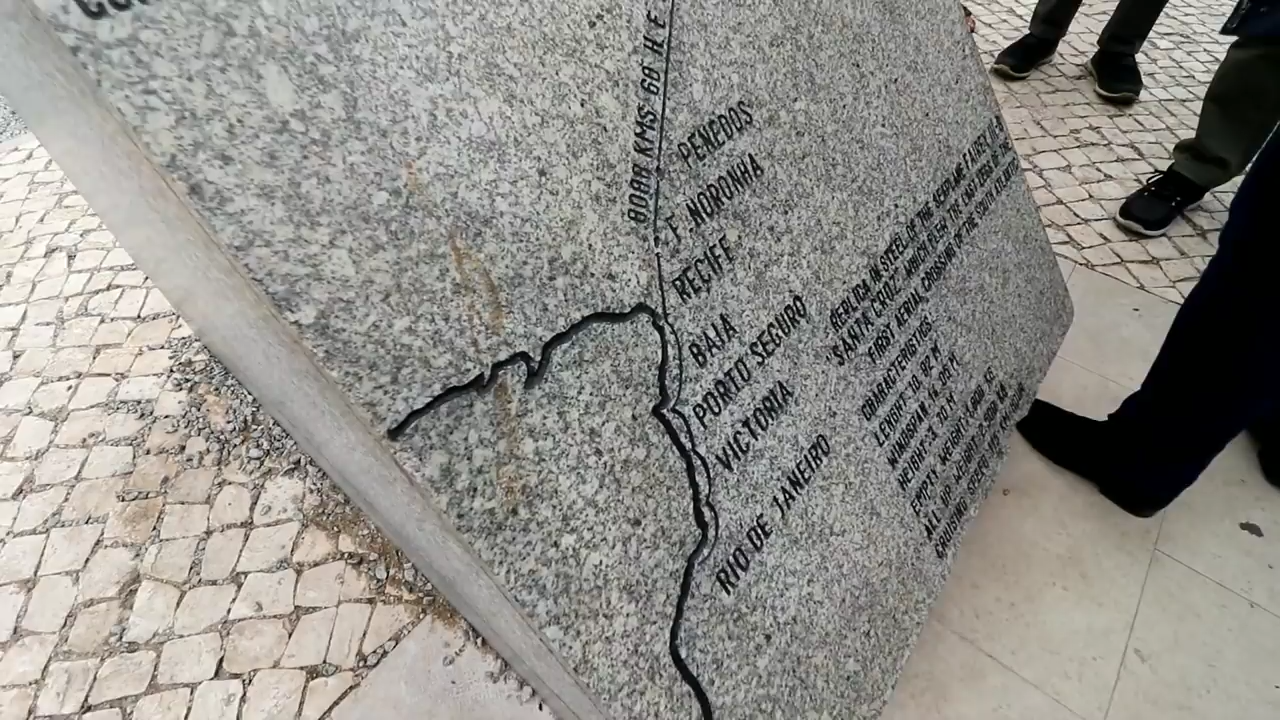 8000 KMS 60 H.E
PENEDOS
F. NORONHA
RECIFE
BAIA
PORTO SEGURO
VICTORIA
RIO DE JANEIRO
REPLICA IN STEEL OF THE SEAPLANE FAIREY III
SANTA CRUZ, WHICH FLEW THE LAST LEG OF THE
FIRST AERIAL CROSSING OF THE SOUTH ATLANTIC
CHARACTERISTICS:
LENGHT 10, 92 M
WINGSPAN 14, 05 M
HEIGHT 3, 70 M
EMPTY WEIGHT
ALL UP WEIGHT
CRUISING SPEED